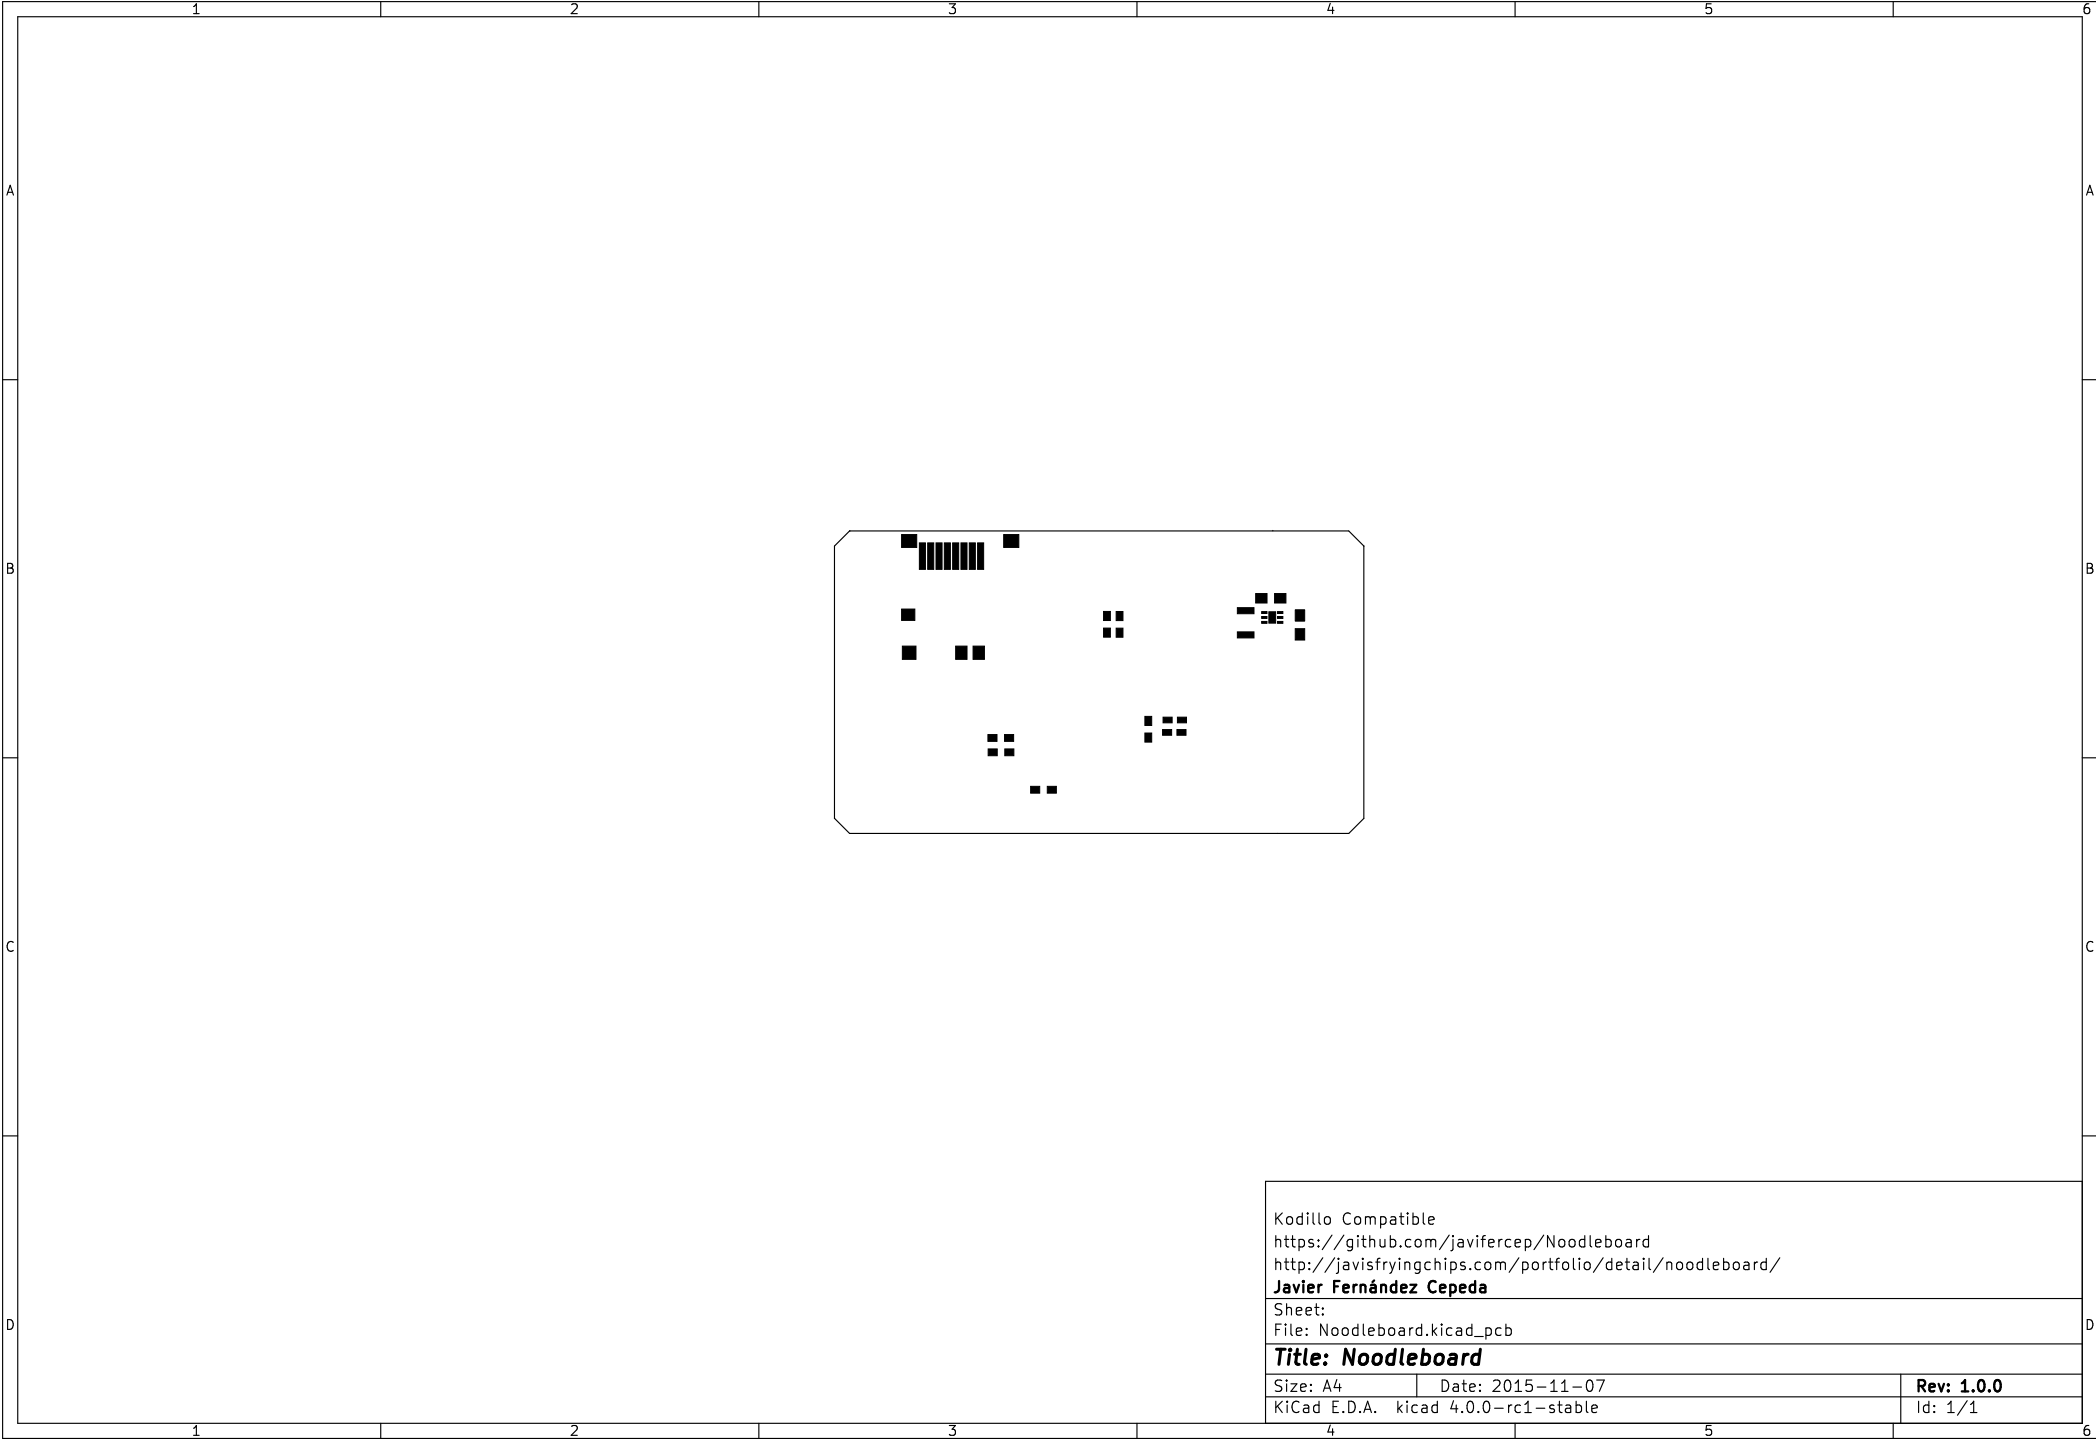 1 2 3 4 5 6
A A
B B
C C
Kodillo Compatible
https://github.com/javifercep/Noodleboard
http://javisfryingchips.com/portfolio/detail/noodleboard/
Javier Fernández Cepeda
Sheet:
D D
File: Noodleboard.kicad_pcb
Title: Noodleboard
Size: A4 Date: 2015-11-07 Rev: 1.0.0
KiCad E.D.A. kicad 4.0.0-rc1-stable Id: 1/1
1 2 3 4 5 6